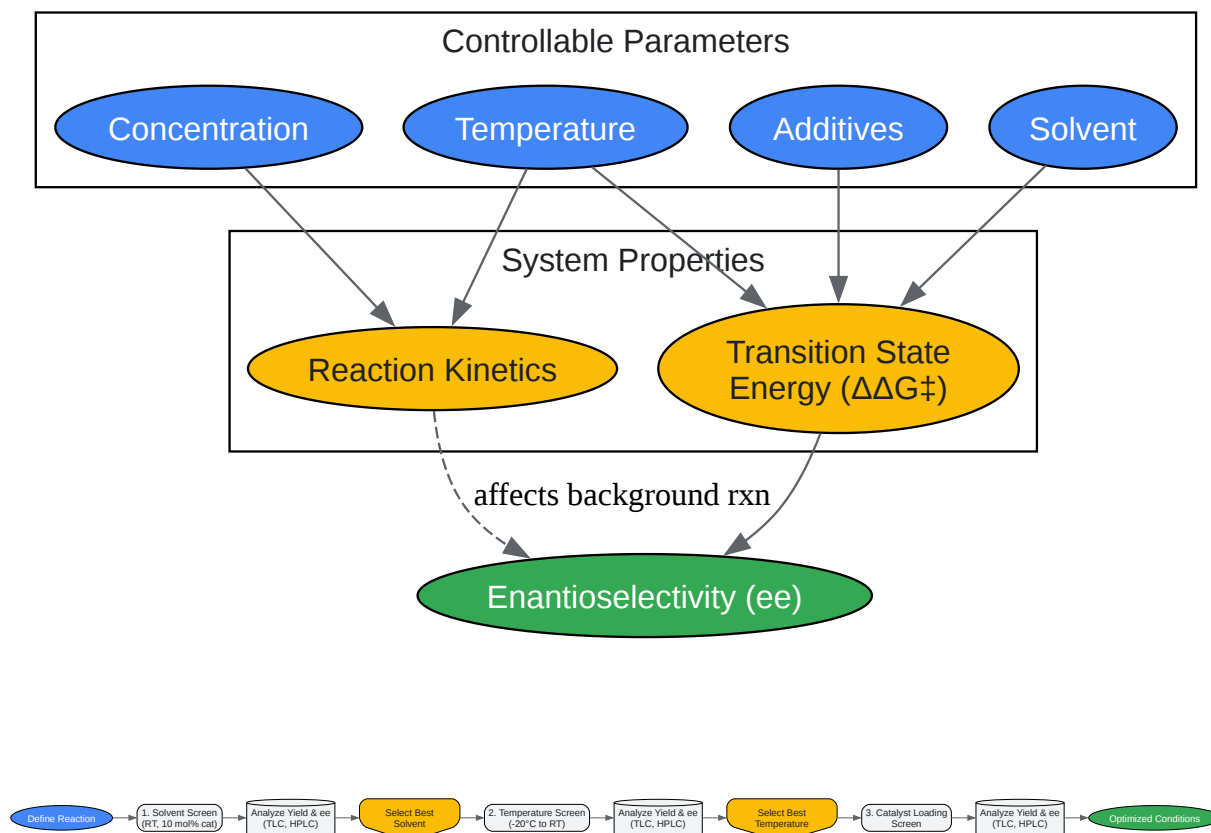 Controllable Parameters
Concentration
Temperature
Additives
Solvent
System Properties
Reaction Kinetics
Transition State
Energy (ΔΔG‡)
affects background rxn
Enantioselectivity (ee)
Define Reaction
1. Solvent Screen
(RT, 10 mol% cat)
Analyze Yield & ee
(TLC, HPLC)
Select Best
Solvent
2. Temperature Screen
(-20°C to RT)
Analyze Yield & ee
(TLC, HPLC)
Select Best
Temperature
3. Catalyst Loading
Screen
Analyze Yield & ee
(TLC, HPLC)
Optimized Conditions